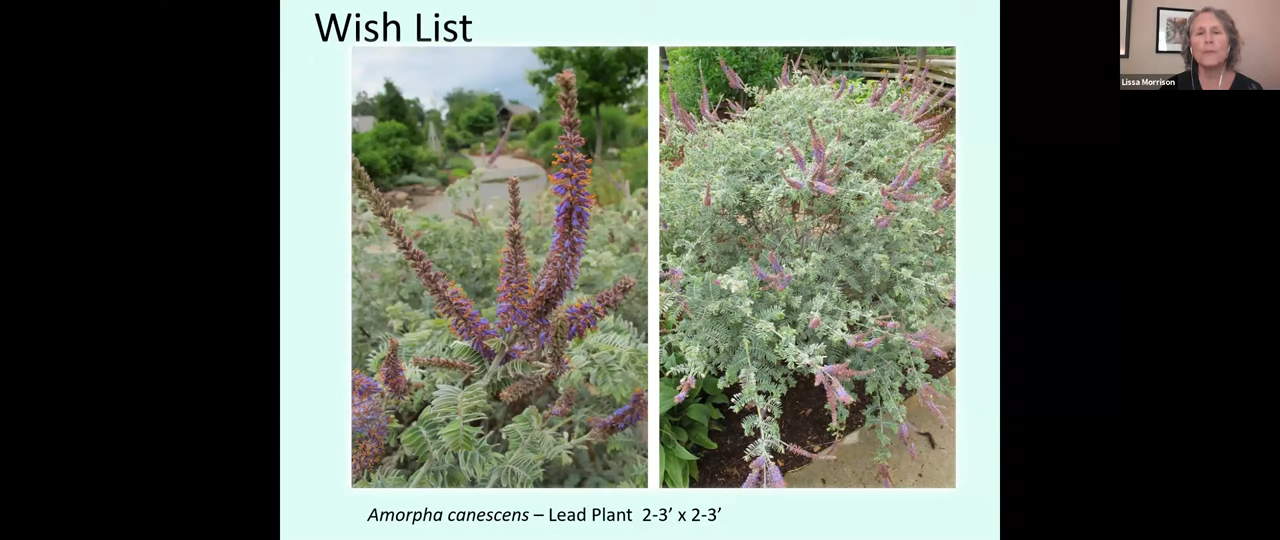 Wish List
Lissa Morrison
Amorpha canescens – Lead Plant 2-3’ x 2-3’